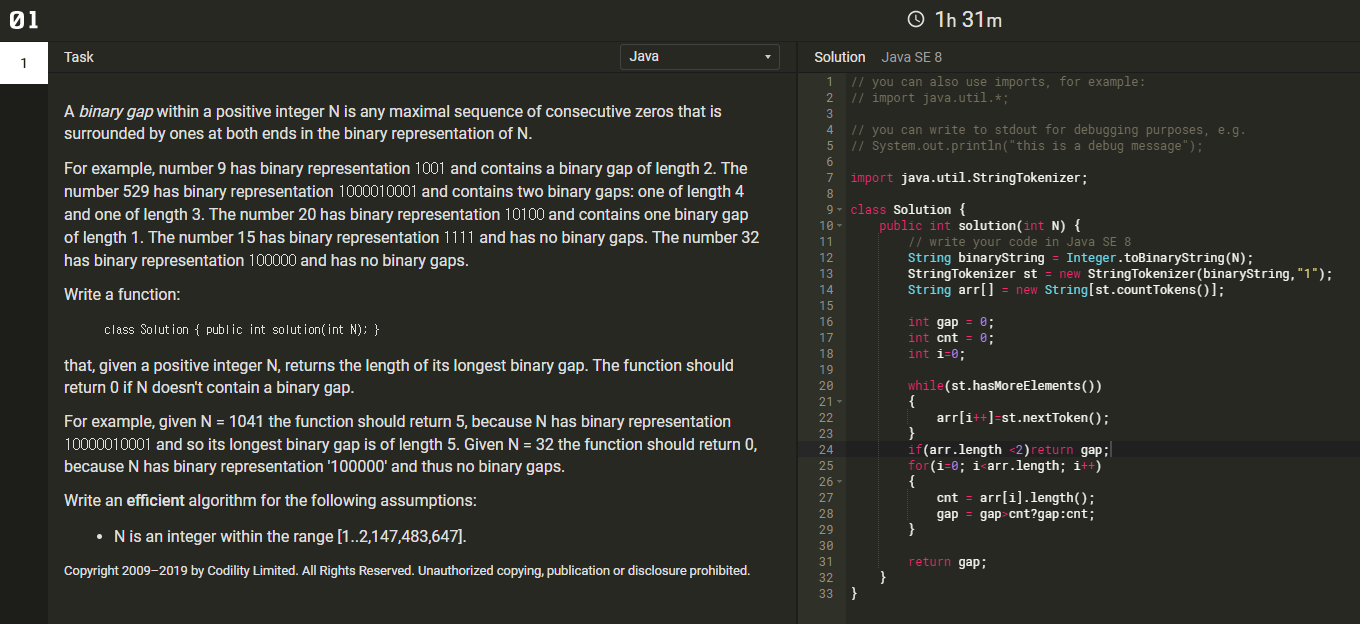 01
1h 31m
1
Task
Java
A binary gap within a positive integer N is any maximal sequence of consecutive zeros that is
surrounded by ones at both ends in the binary representation of N.
For example, number 9 has binary representation 1001 and contains a binary gap of length 2. The
number 529 has binary representation 1000010001 and contains two binary gaps: one of length 4
and one of length 3. The number 20 has binary representation 10100 and contains one binary gap
of length 1. The number 15 has binary representation 1111 and has no binary gaps. The number 32
has binary representation 100000 and has no binary gaps.
Write a function:
class Solution { public int solution(int N); }
that, given a positive integer N, returns the length of its longest binary gap. The function should
return 0 if N doesn't contain a binary gap.
For example, given N = 1041 the function should return 5, because N has binary representation
10000010001 and so its longest binary gap is of length 5. Given N = 32 the function should return 0,
because N has binary representation '100000' and thus no binary gaps.
Write an efficient algorithm for the following assumptions:
• N is an integer within the range [1..2,147,483,647].
Copyright 2009–2019 by Codility Limited. All Rights Reserved. Unauthorized copying, publication or disclosure prohibited.
Solution Java SE 8
1 // you can also use imports, for example:
2 // import java.util.*;
3
4 // you can write to stdout for debugging purposes, e.g.
5 // System.out.println("this is a debug message");
6
7 import java.util.StringTokenizer;
8
9 class Solution {
10 public int solution(int N) {
11 // write your code in Java SE 8
12 String binaryString = Integer.toBinaryString(N);
13 StringTokenizer st = new StringTokenizer(binaryString,"1");
14 String arr[] = new String[st.countTokens()];
15
16 int gap = 0;
17 int cnt = 0;
18 int i=0;
19
20 while(st.hasMoreElements())
21 {
22 arr[i++]=st.nextToken();
23 }
24 if(arr.length <2)return gap;
25 for(i=0; i<arr.length; i++)
26 {
27 cnt = arr[i].length();
28 gap = gap>cnt?gap:cnt;
29 }
30
31 return gap;
32 }
33 }